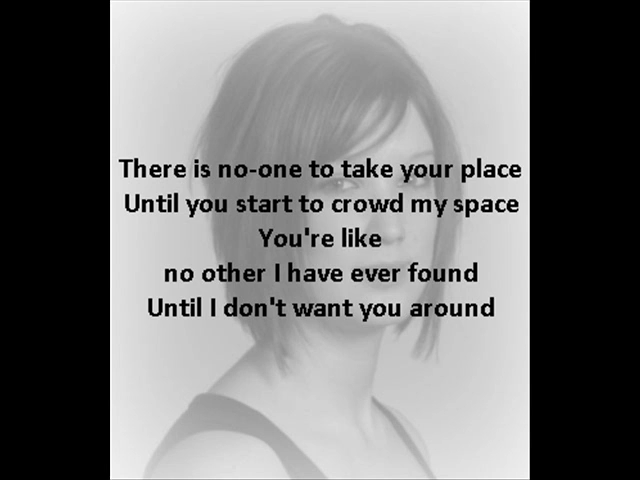 There is no-one to take your place
Until you start to crowd my space
You're like
no other I have ever found
Until I don't want you around